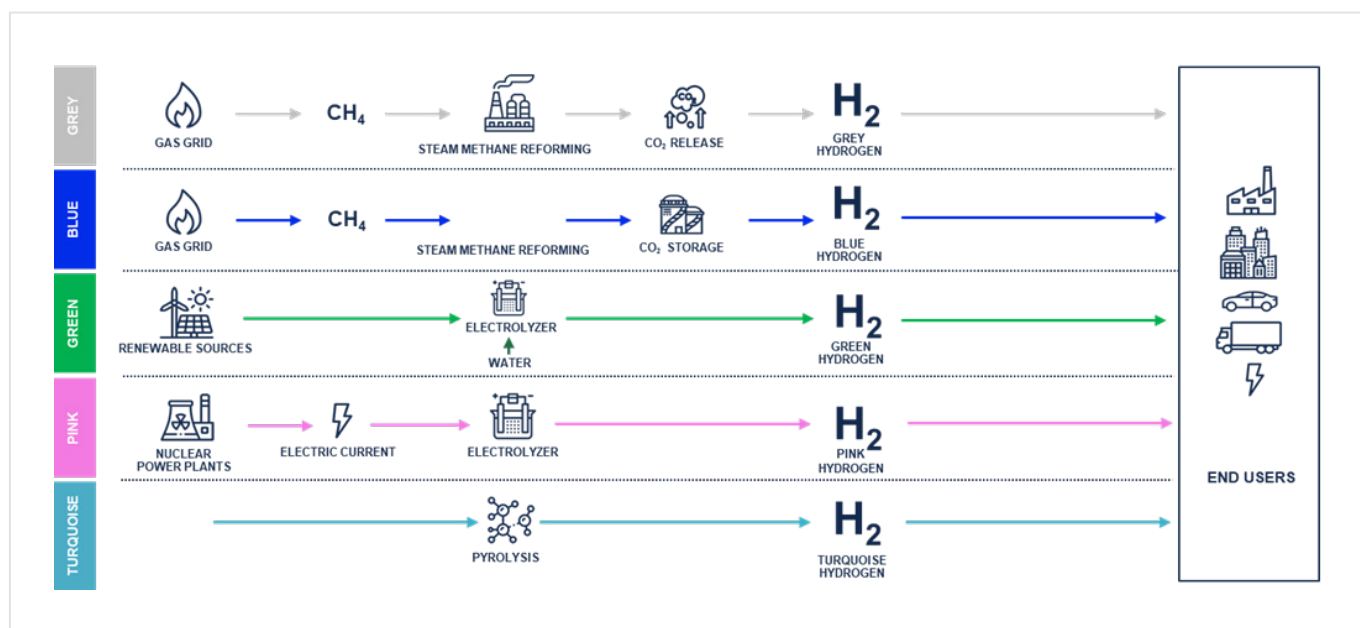 GREY
GAS GRID
CH₄
STEAM METHANE REFORMING
CO₂
CO₂ RELEASE
H₂
GREY
HYDROGEN
BLUE
GAS GRID
CH₄
STEAM METHANE REFORMING
CO₂ STORAGE
H₂
BLUE
HYDROGEN
GREEN
RENEWABLE SOURCES
ELECTROLYZER
WATER
H₂
GREEN
HYDROGEN
PINK
NUCLEAR
POWER PLANTS
ELECTRIC CURRENT
ELECTROLYZER
H₂
PINK
HYDROGEN
TURQUOISE
PYROLYSIS
H₂
TURQUOISE
HYDROGEN
END USERS